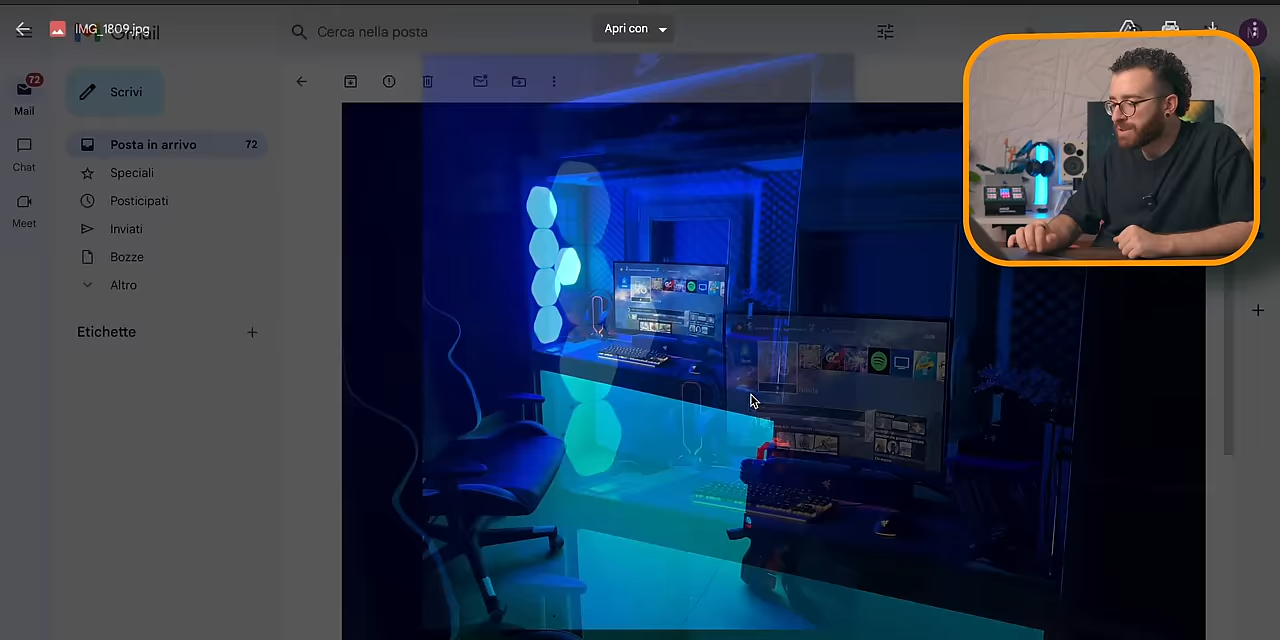 IMG_1809.jpg
Gmail
Cerca nella posta
Apri con
72
Mail
Scrivi
Posta in arrivo 72
Chat
Speciali
Posticipati
Meet
Inviati
Bozze
Altro
Etichette